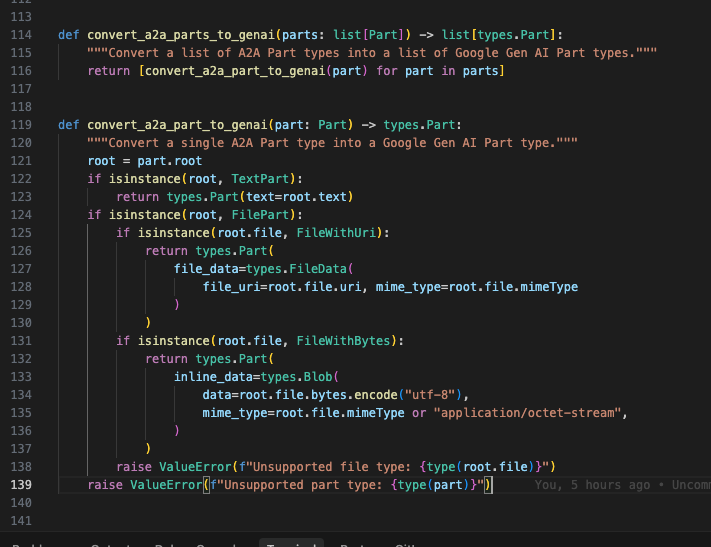 112
113
114 def convert_a2a_parts_to_genai(parts: list[Part]) -> list[types.Part]:
115     """Convert a list of A2A Part types into a list of Google Gen AI Part types."""
116     return [convert_a2a_part_to_genai(part) for part in parts]
117
118
119 def convert_a2a_part_to_genai(part: Part) -> types.Part:
120     """Convert a single A2A Part type into a Google Gen AI Part type."""
121     root = part.root
122     if isinstance(root, TextPart):
123         return types.Part(text=root.text)
124     if isinstance(root, FilePart):
125         if isinstance(root.file, FileWithUri):
126             return types.Part(
127                 file_data=types.FileData(
128                     file_uri=root.file.uri, mime_type=root.file.mimeType
129                 )
130             )
131         if isinstance(root.file, FileWithBytes):
132             return types.Part(
133                 inline_data=types.Blob(
134                     data=root.file.bytes.encode("utf-8"),
135                     mime_type=root.file.mimeType or "application/octet-stream",
136                 )
137             )
138         raise ValueError(f"Unsupported file type: {type(root.file)}")
139     raise ValueError(f"Unsupported part type: {type(part)}") You, 5 hours ago • Uncomm
140
141